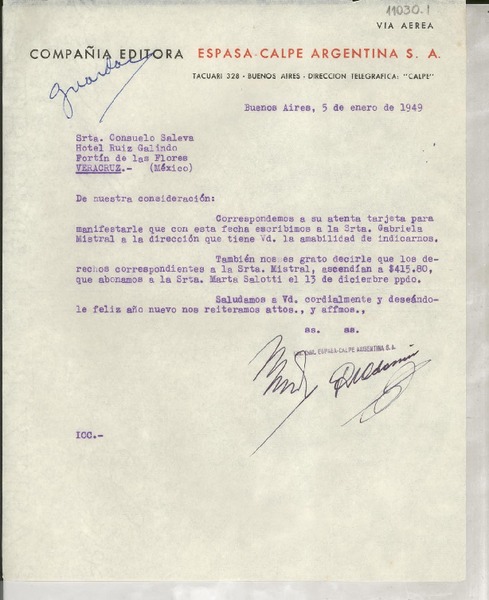 11030.1
VIA AEREA
COMPAÑIA EDITORA ESPASA-CALPE ARGENTINA S. A.
TACUARI 328 - BUENOS AIRES - DIRECCION TELEGRAFICA: "CALPE"
Guardar
Buenos Aires, 5 de enero de 1949
Srta. Consuelo Saleva
Hotel Ruiz Galindo
Fortín de las Flores
VERACRUZ.- (México)
De nuestra consideración:
Correspondemos a su atenta tarjeta para
manifestarle que con esta fecha escribimos a la Srta. Gabriela
Mistral a la dirección que tiene Vd. la amabilidad de indicarnos.
También nos es grato decirle que los de-
rechos correspondientes a la Srta. Mistral, ascendían a $415.80,
que abonamos a la Srta. Marta Salotti el 13 de diciembre ppdo.
Saludamos a Vd. cordialmente y deseándo-
le feliz año nuevo nos reiteramos attos., y affmos.,
ss. ss.
ESPASA-CALPE ARGENTINA S. A.
ICC.-